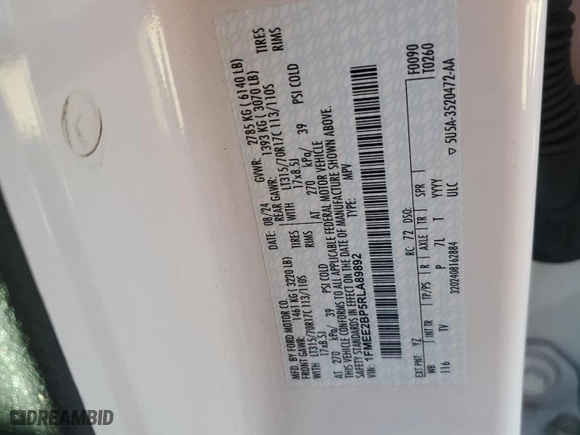 MFD. BY FORD MOTOR CO.
DATE: 08/24 GVWR: 2785 KG ( 6140 LB)
FRONT GAWR: 1461 KG ( 3220 LB) REAR GAWR: 1393 KG ( 3070 LB)
LT315/70R17C 113/110S WITH LT315/70R17C 113/110S TIRES
17x8.5J RIMS WITH 17x8.5J RIMS
AT 270 kPa/ 39 PSI COLD AT 270 kPa/ 39 PSI COLD
THIS VEHICLE CONFORMS TO ALL APPLICABLE FEDERAL MOTOR VEHICLE
SAFETY STANDARDS IN EFFECT ON THE DATE OF MANUFACTURE SHOWN ABOVE.
VIN: 1FMEE2BP5RLA89892 TYPE: MPV
F0090
T0260
EXT PNT: YZ RC: 72 DSO:
WB INT TR TP/PS R AXLE TR SPR
116 TV P 7L T YYYY
3202408162884 ULC
▽ 5U5A-3520472-AA
DREAMBID